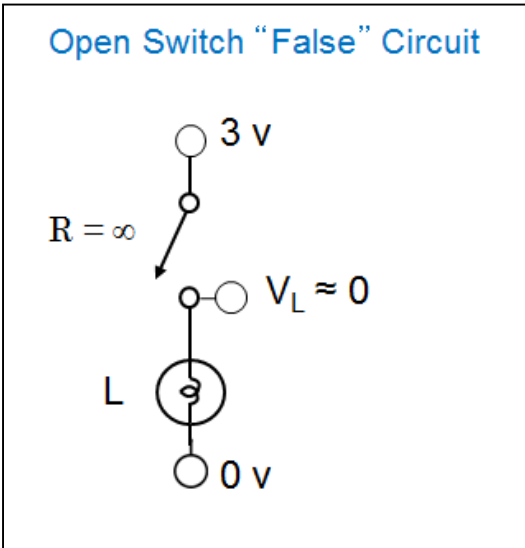 Open Switch “False” Circuit
3 v
R = ∞
V_L ≈ 0
L
0 v